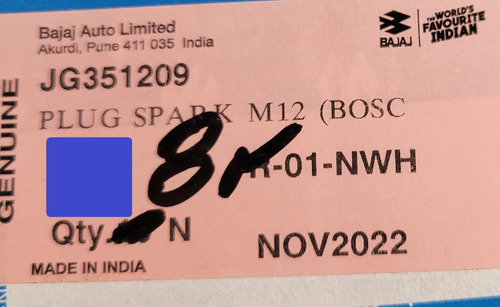 Bajaj Auto Limited
Akurdi, Pune 411 035 India
BAJAJ
THE WORLD'S
FAVOURITE
INDIAN
GENUINE
JG351209
PLUG SPARK M12 (BOSC
8
R-01-NWH
Qty. N
NOV2022
MADE IN INDIA